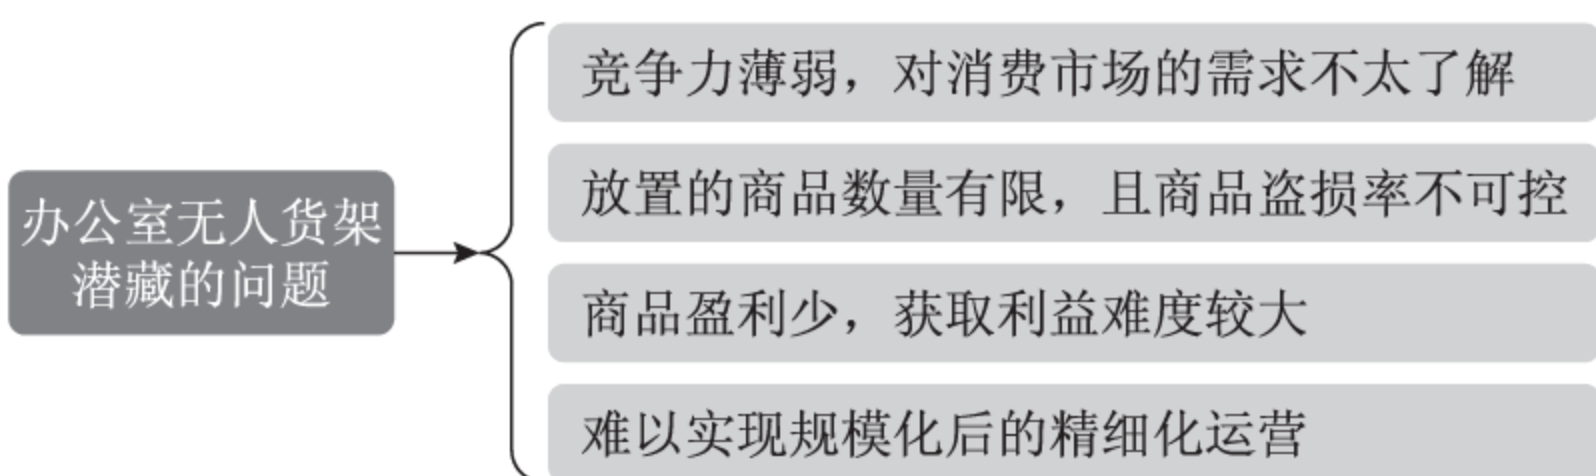 办公室无人货架
潜藏的问题
竞争力薄弱，对消费市场的需求不太了解
放置的商品数量有限，且商品盗损率不可控
商品盈利少，获取利益难度较大
难以实现规模化后的精细化运营